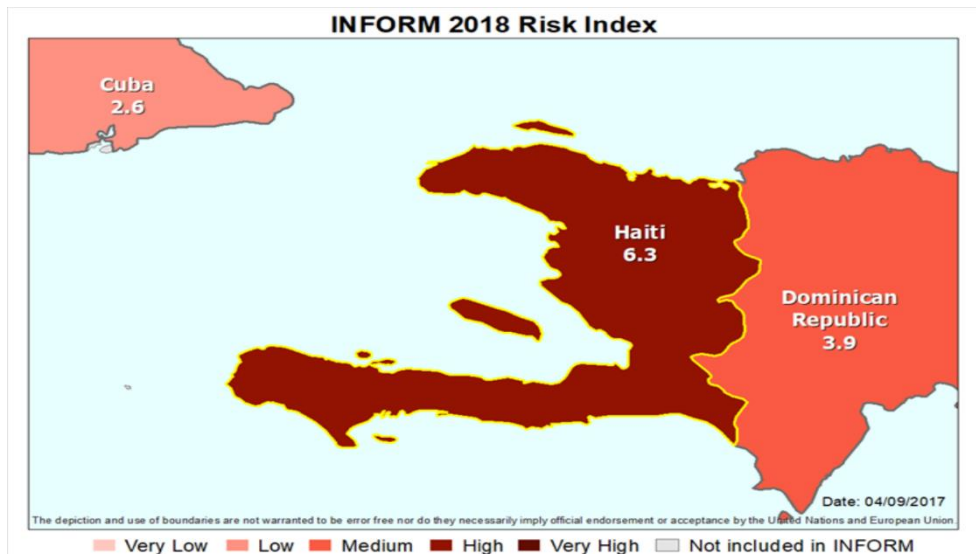 INFORM 2018 Risk Index
Cuba
2.6
Haiti
6.3
Dominican
Republic
3.9
Date: 04/09/2017
The depiction and use of boundaries are not warranted to be error free nor do they necessarily imply official endorsement or acceptance by the United Nations and European Union.
Very Low Low Medium High Very High Not included in INFORM